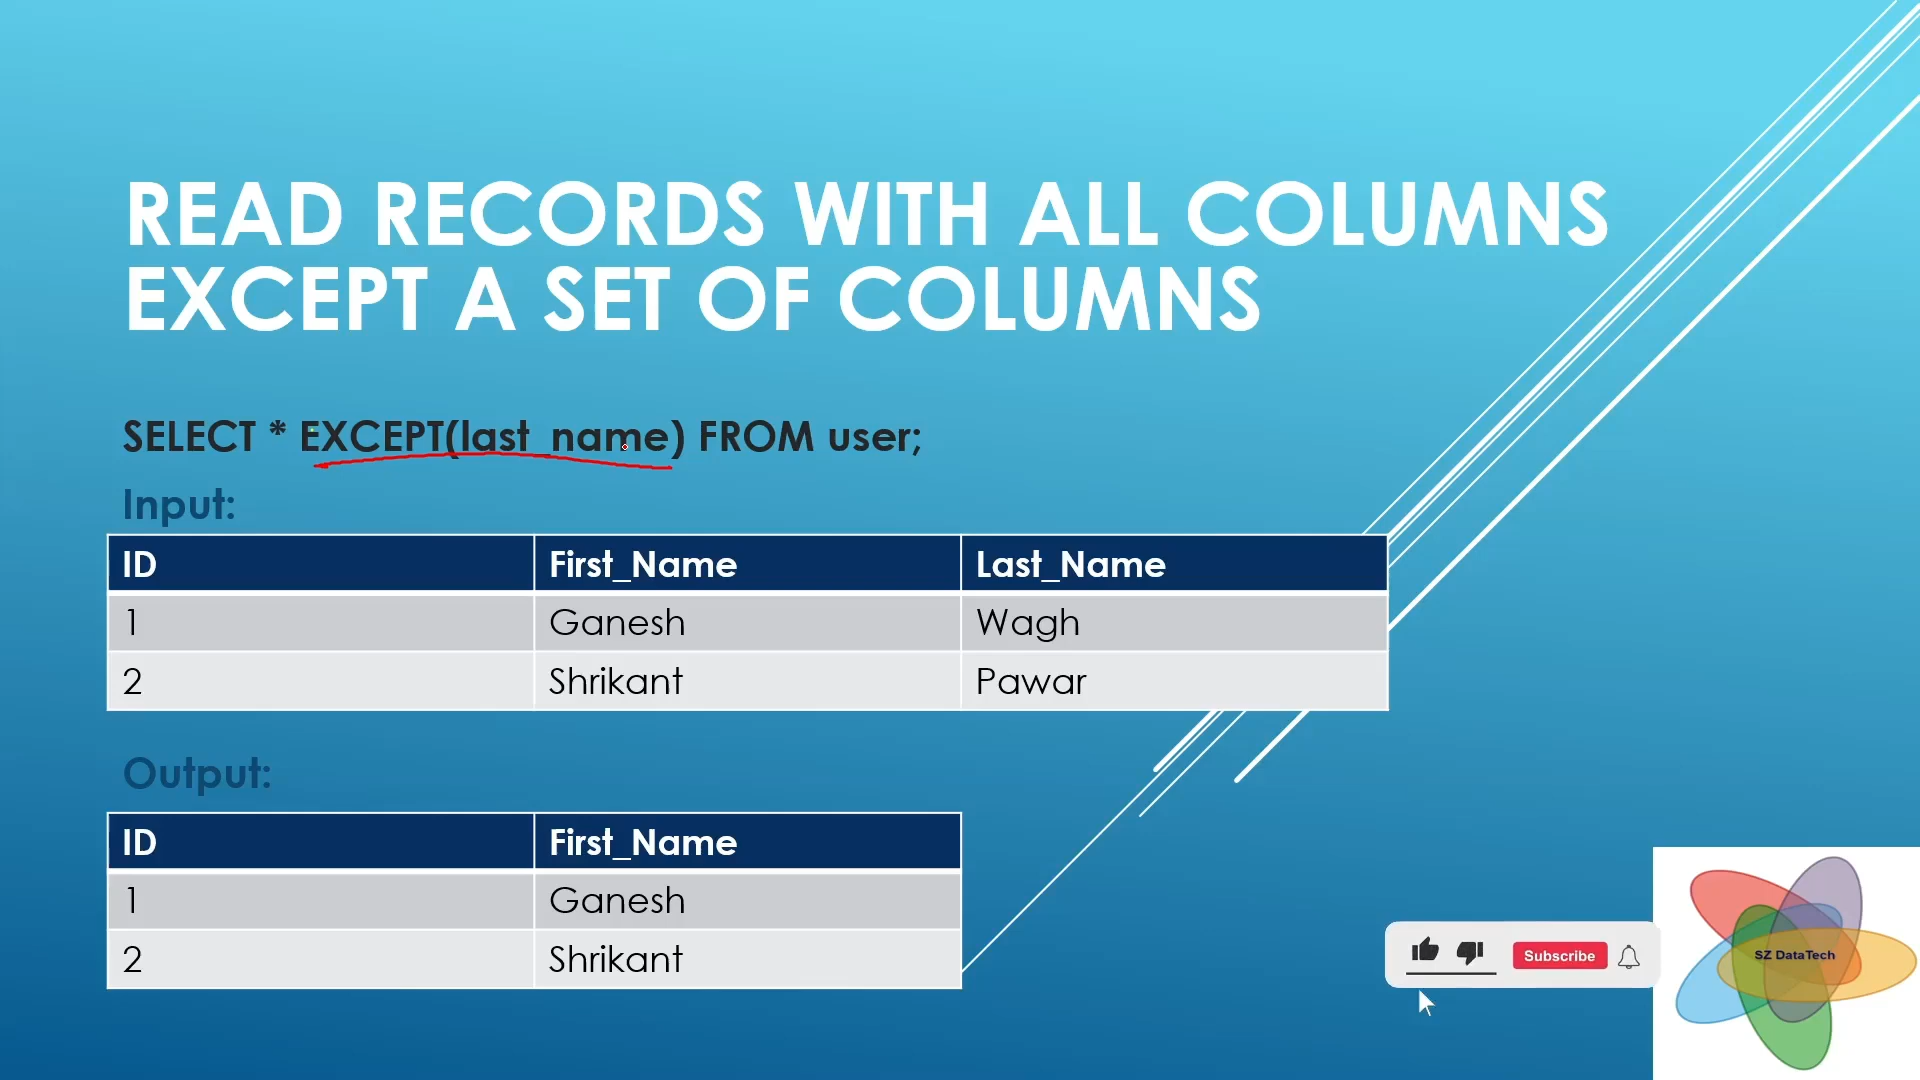 READ RECORDS WITH ALL COLUMNS
EXCEPT A SET OF COLUMNS
SELECT * EXCEPT(last_name) FROM user;
Input:
ID First_Name Last_Name
1 Ganesh Wagh
2 Shrikant Pawar
Output:
ID First_Name
1 Ganesh
2 Shrikant
Subscribe
SZ DataTech